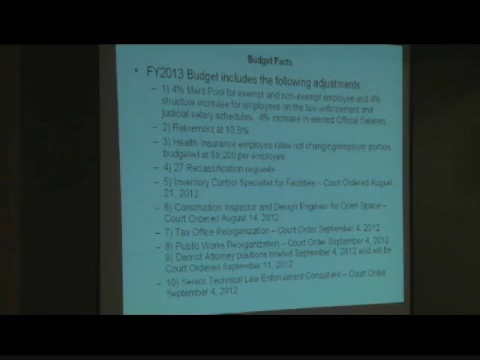 Budget Facts
• FY2013 Budget includes the following adjustments
– 1) 4% Merit Pool for exempt and non-exempt employee and 4%
structure increase for employees on the law enforcement and
judicial salary schedules. 4% increase in elected Official Salaries.
– 2) Retirement at 10.8%
– 3) Health Insurance employee rates not changing/employer portion
budgeted at $9,200 per employee
– 4) 27 Reclassification requests
– 5) Inventory Control Specialist for Facilities – Court Ordered August
21, 2012
– 6) Construction Inspector and Design Engineer for Open Space –
Court Ordered August 14, 2012
– 7) Tax Office Reorganization – Court Order September 4, 2012
– 8) Public Works Reorganization – Court Order September 4, 2012
9) District Attorney positions briefed September 4, 2012 and will be
Court Ordered September 11, 2012
– 10) Senior Technical Law Enforcement Consultant – Court Order
September 4, 2012